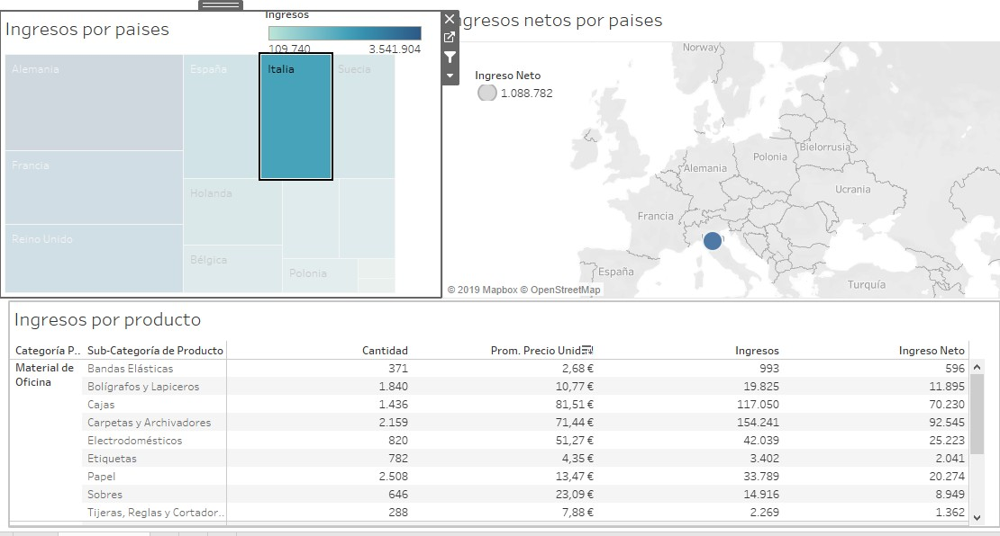 Ingresos por paises
Ingresos
109.740 3.541.904
Alemania
España
Italia
Suecia
Francia
Holanda
Reino Unido
Bélgica
Polonia
gresos netos por paises
Ingreso Neto
1.088.782
Norway
Bielorrusia
Polonia
Alemania
Ucrania
Francia
España
Turquía
© 2019 Mapbox © OpenStreetMap
Ingresos por producto
Categoría P.. Sub-Categoría de Producto Cantidad Prom. Precio Unid Ingresos Ingreso Neto
Material de Oficina Bandas Elásticas 371 2,68 € 993 596
Bolígrafos y Lapiceros 1.840 10,77 € 19.825 11.895
Cajas 1.436 81,51 € 117.050 70.230
Carpetas y Archivadores 2.159 71,44 € 154.241 92.545
Electrodomésticos 820 51,27 € 42.039 25.223
Etiquetas 782 4,35 € 3.402 2.041
Papel 2.508 13,47 € 33.789 20.274
Sobres 646 23,09 € 14.916 8.949
Tijeras, Reglas y Cortador.. 288 7,88 € 2.269 1.362